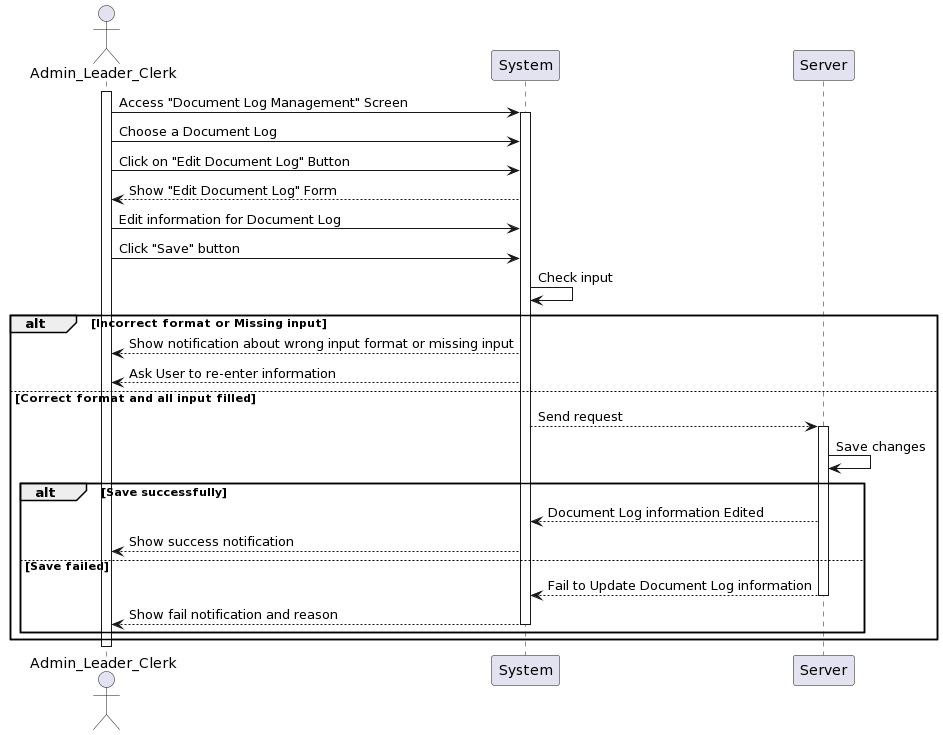 Admin_Leader_Clerk
System
Server
Access "Document Log Management" Screen
Choose a Document Log
Click on "Edit Document Log" Button
Show "Edit Document Log" Form
Edit information for Document Log
Click "Save" button
Check input
alt
[Incorrect format or Missing input]
Show notification about wrong input format or missing input
Ask User to re-enter information
[Correct format and all input filled]
Send request
Save changes
alt
[Save successfully]
Document Log information Edited
Show success notification
[Save failed]
Fail to Update Document Log information
Show fail notification and reason
Admin_Leader_Clerk
System
Server